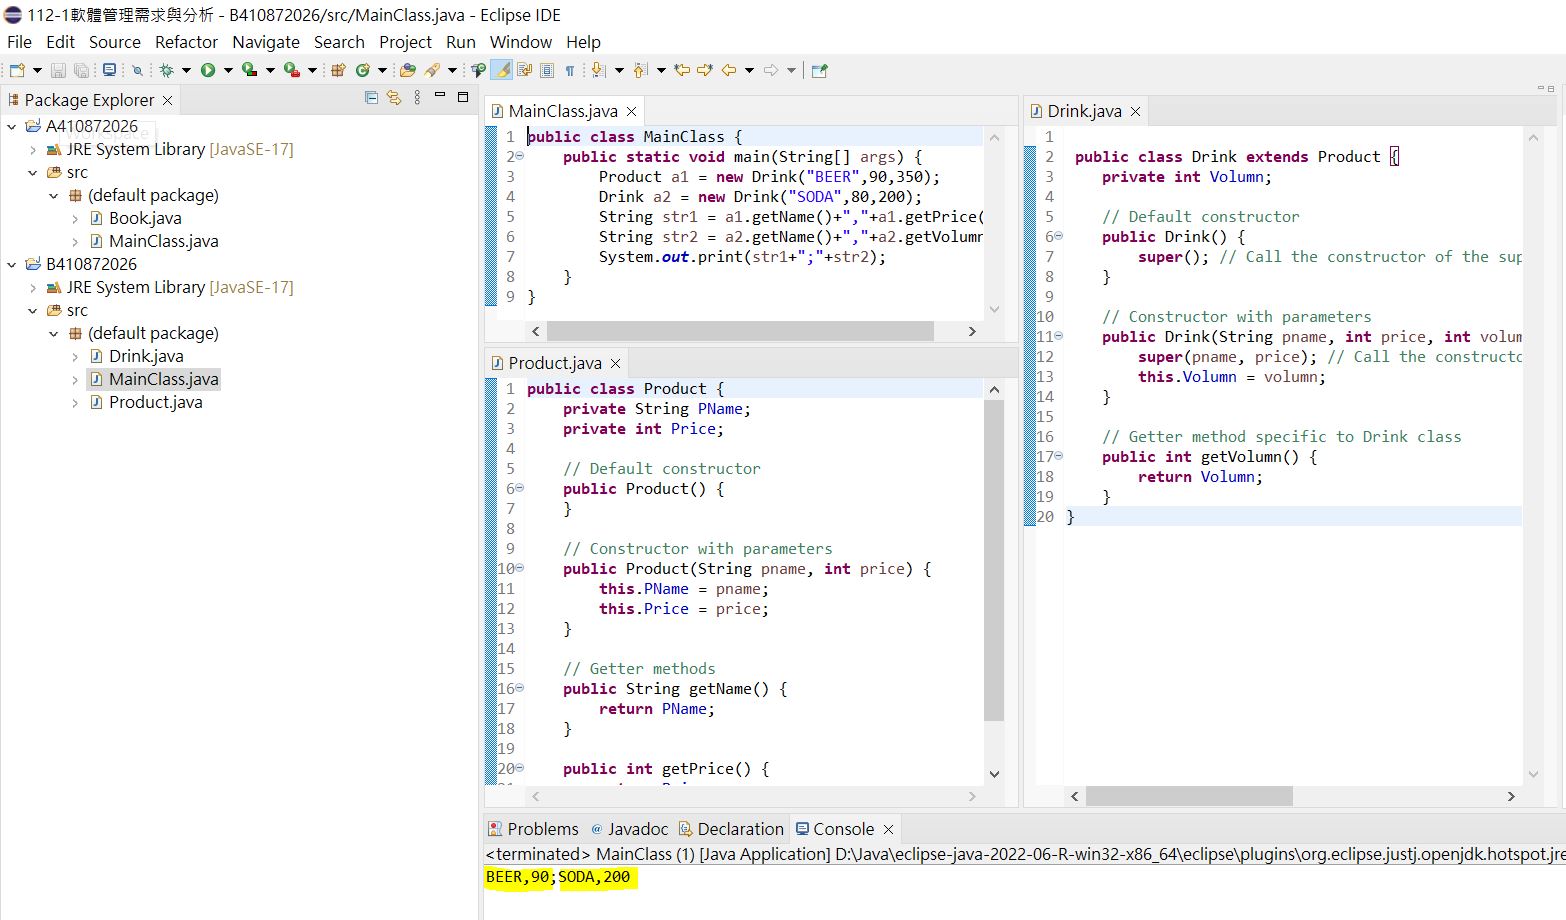 112-1軟體管理需求與分析 - B410872026/src/MainClass.java - Eclipse IDE
File Edit Source Refactor Navigate Search Project Run Window Help
Package Explorer
A410872026
JRE System Library [JavaSE-17]
src
(default package)
Book.java
MainClass.java
B410872026
JRE System Library [JavaSE-17]
src
(default package)
Drink.java
MainClass.java
Product.java
MainClass.java
1 public class MainClass {
2 public static void main(String[] args) {
3 Product a1 = new Drink("BEER",90,350);
4 Drink a2 = new Drink("SODA",80,200);
5 String str1 = a1.getName()+","+a1.getPrice(
6 String str2 = a2.getName()+","+a2.getVolumn
7 System.out.print(str1+";"+str2);
8 }
9 }
Product.java
1 public class Product {
2 private String PName;
3 private int Price;
4
5 // Default constructor
6 public Product() {
7 }
8
9 // Constructor with parameters
10 public Product(String pname, int price) {
11 this.PName = pname;
12 this.Price = price;
13 }
14
15 // Getter methods
16 public String getName() {
17 return PName;
18 }
19
20 public int getPrice() {
Drink.java
1
2 public class Drink extends Product {
3 private int Volumn;
4
5 // Default constructor
6 public Drink() {
7 super(); // Call the constructor of the sup
8 }
9
10 // Constructor with parameters
11 public Drink(String pname, int price, int volum
12 super(pname, price); // Call the constructo
13 this.Volumn = volumn;
14 }
15
16 // Getter method specific to Drink class
17 public int getVolumn() {
18 return Volumn;
19 }
20 }
Problems @ Javadoc Declaration Console
<terminated> MainClass (1) [Java Application] D:\Java\eclipse-java-2022-06-R-win32-x86_64\eclipse\plugins\org.eclipse.justj.openjdk.hotspot.jre
BEER,90;SODA,200